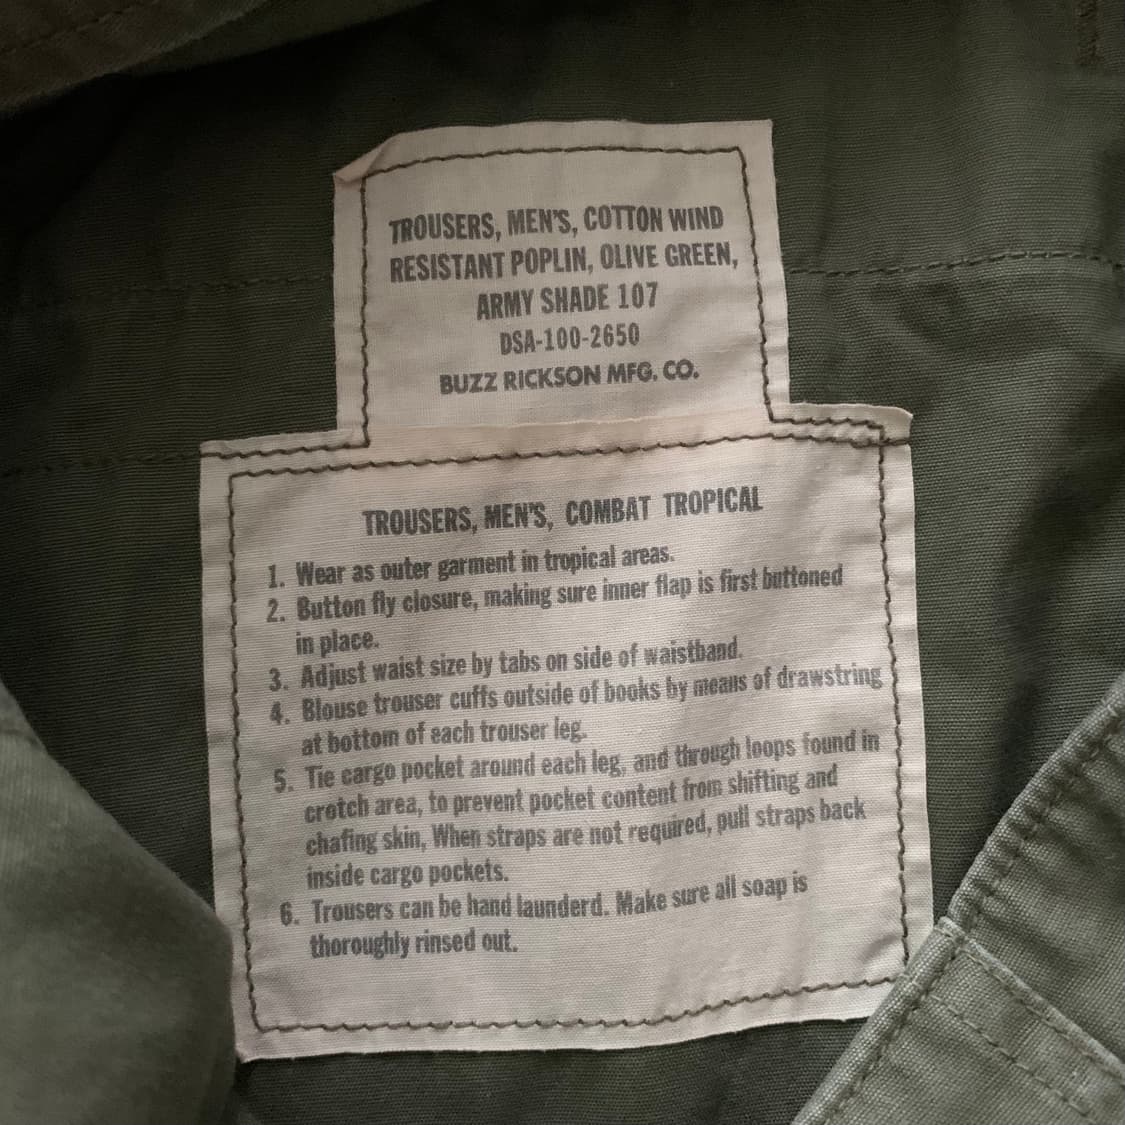 TROUSERS, MEN'S, COTTON WIND
RESISTANT POPLIN, OLIVE GREEN,
ARMY SHADE 107
DSA-100-2650
BUZZ RICKSON MFG. CO.
TROUSERS, MEN'S, COMBAT TROPICAL
1. Wear as outer garment in tropical areas.
2. Button fly closure, making sure inner flap is first buttoned
in place.
3. Adjust waist size by tabs on side of waistband.
4. Blouse trouser cuffs outside of books by means of drawstring
at bottom of each trouser leg.
5. Tie cargo pocket around each leg, and through loops found in
crotch area, to prevent pocket content from shifting and
chafing skin, When straps are not required, pull straps back
inside cargo pockets.
6. Trousers can be hand launderd. Make sure all soap is
thoroughly rinsed out.